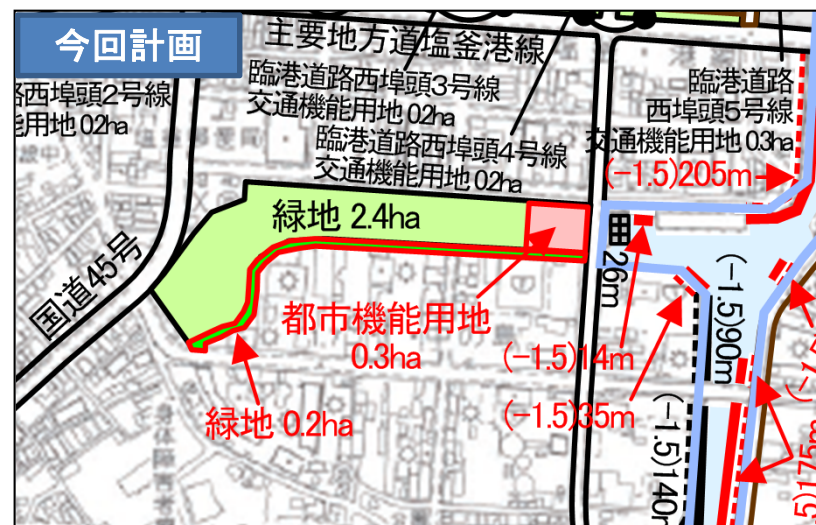 今回計画
主要地方道塩釜港線
臨港道路西埠頭3号線
交通機能用地 0.2ha
臨港道路西埠頭4号線
交通機能用地 0.2ha
路西埠頭2号線
能用地 0.2ha
臨港道路
西埠頭5号線
交通機能用地 0.3ha
(-1.5)205m
緑地 2.4ha
国道45号
都市機能用地
0.3ha
緑地 0.2ha
26m
(-1.5)14m
(-1.5)35m
(-1.5)90m
(-1.5)140m
5)175m
(-1.5